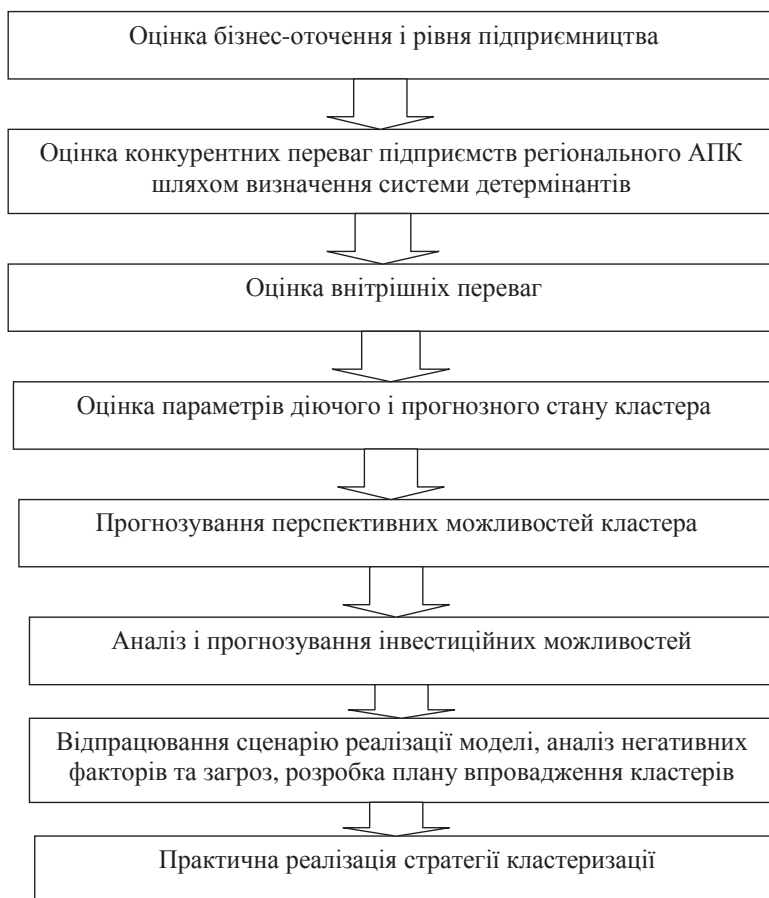 Оцінка бізнес-оточення і рівня підприємництва
Оцінка конкурентних переваг підприємств регіонального АПК
шляхом визначення системи детермінантів
Оцінка внітрішніх переваг
Оцінка параметрів діючого і прогнозного стану кластера
Прогнозування перспективних можливостей кластера
Аналіз і прогнозування інвестиційних можливостей
Відпрацювання сценарію реалізації моделі, аналіз негативних
факторів та загроз, розробка плану впровадження кластерів
Практична реалізація стратегії кластеризації